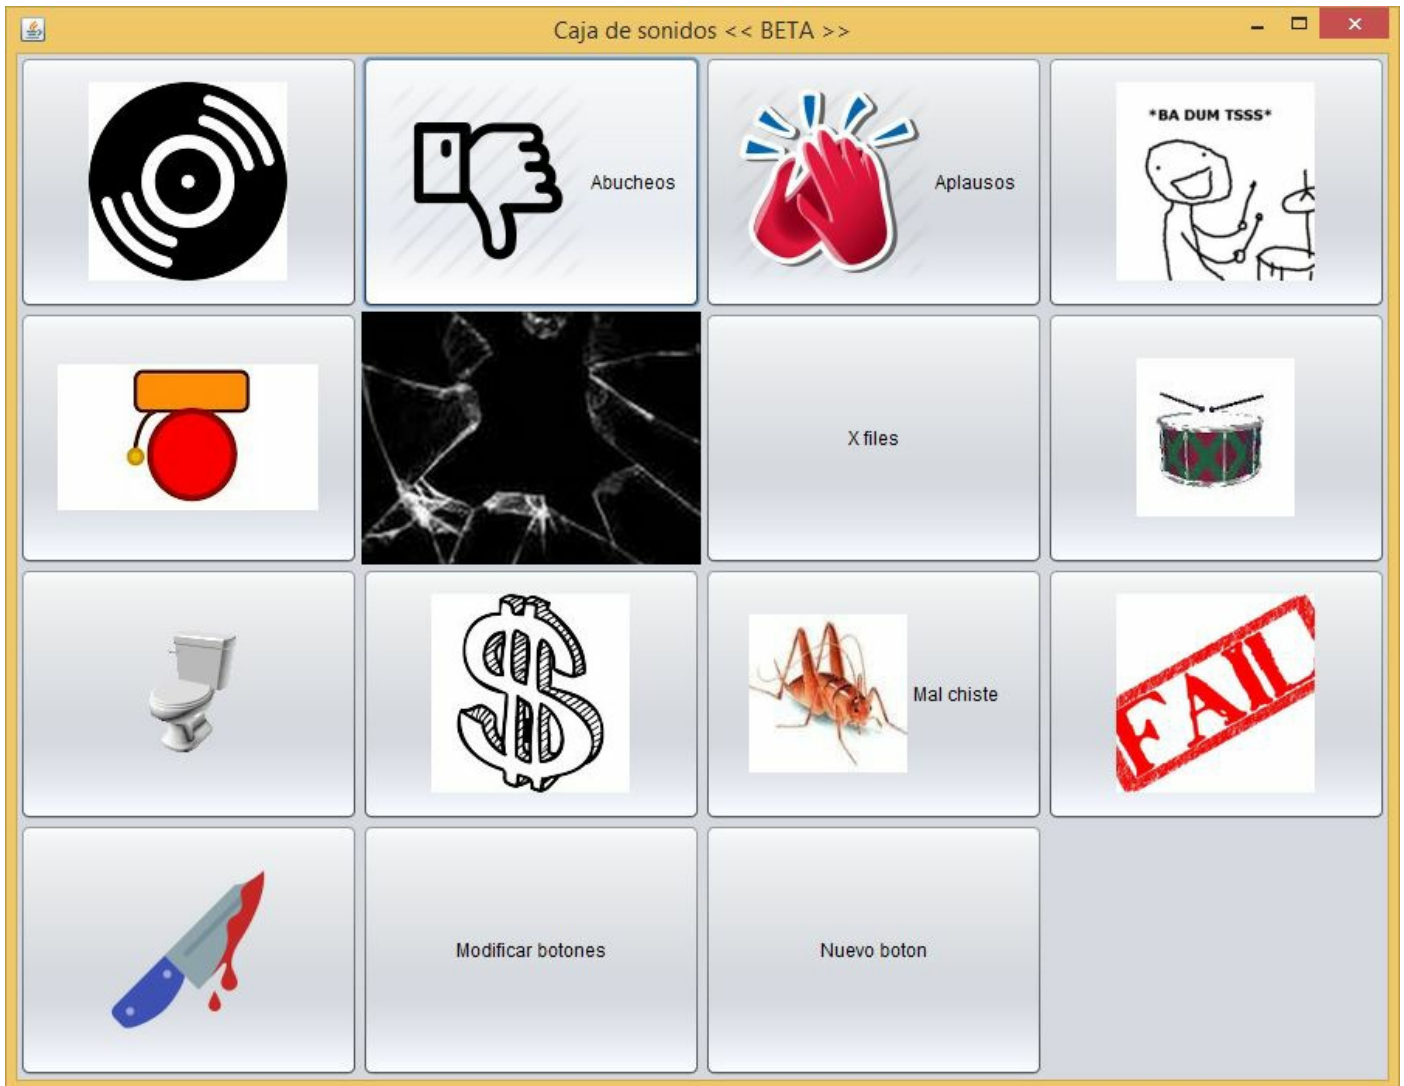 Caja de sonidos << BETA >>
Abucheos
Aplausos
*BA DUM TSSS*
X files
Mal chiste
FAIL
Modificar botones
Nuevo boton